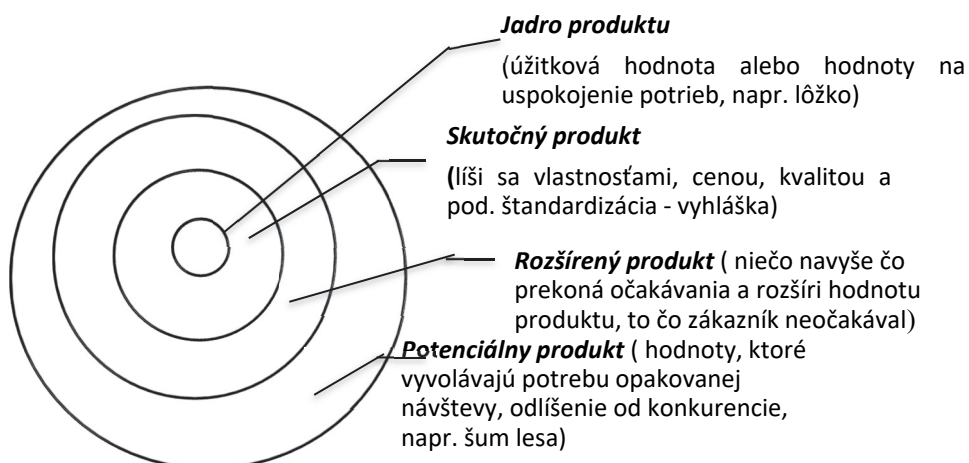 Jadro produktu
(úžitková hodnota alebo hodnoty na
uspokojenie potrieb, napr. lôžko)
Skutočný produkt
(líši sa vlastnosťami, cenou, kvalitou a
pod. štandardizácia - vyhláška)
Rozšírený produkt ( niečo navyše čo
prekoná očakávania a rozšíri hodnotu
produktu, to čo zákazník neočakával)
Potenciálny produkt ( hodnoty, ktoré
vyvolávajú potrebu opakovanej
návštevy, odlíšenie od konkurencie,
napr. šum lesa)